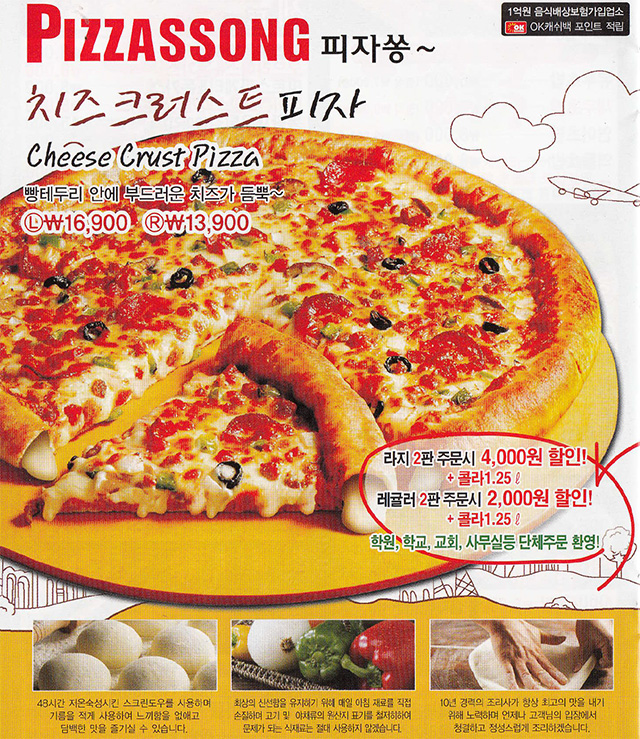 PIZZASSONG 피자쏭~
1억원 음식배상보험가입업소
OK OK캐쉬백 포인트 적립
치즈크러스트 피자
Cheese Crust Pizza
빵테두리 안에 부드러운 치즈가 듬뿍~
Ⓛ₩16,900 Ⓡ₩13,900
라지 2판 주문시 4,000원 할인!
+ 콜라1.25ℓ
레귤러 2판 주문시 2,000원 할인!
+ 콜라1.25ℓ
학원, 학교, 교회, 사무실등 단체주문 환영!
48시간 저온숙성시킨 스크린도우를 사용하며
기름을 적게 사용하여 느끼함을 없애고
담백한 맛을 즐기실 수 있습니다.
최상의 신선함을 유지하기 위해 매일 아침 재료를 직접
손질하며 고기 및 야채류의 원산지 표기를 철저히하여
문제가 되는 식재료는 절대 사용하지 않겠습니다.
10년 경력의 조리사가 항상 최고의 맛을 내기
위해 노력하며 언제나 고객님의 입장에서
정결하고 정성스럽게 조리하겠습니다.